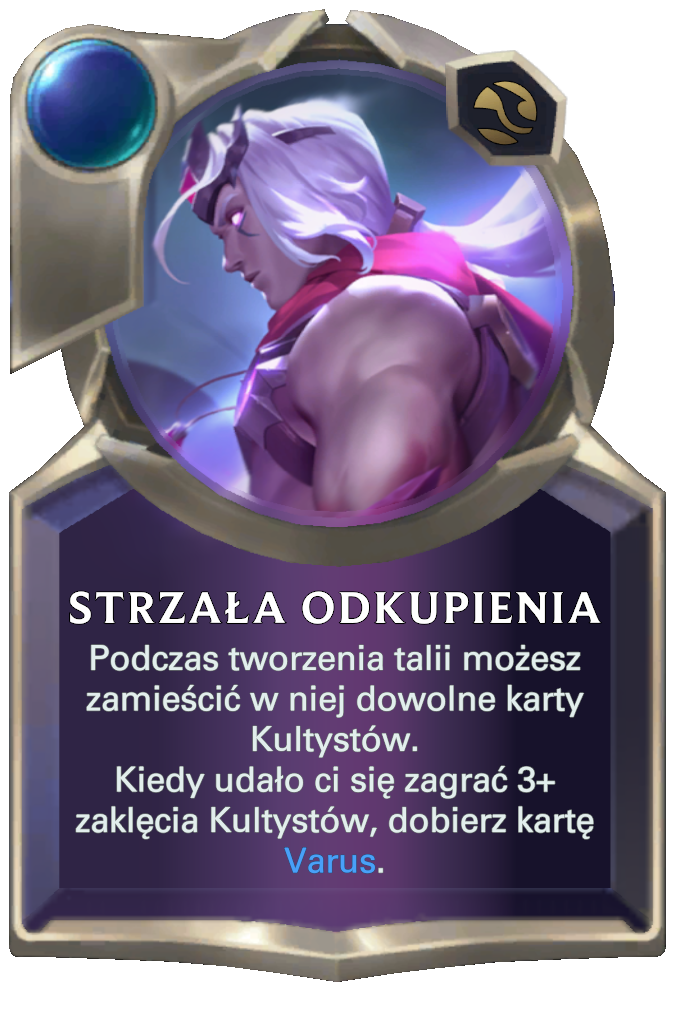 STRZAŁA ODKUPIENIA
Podczas tworzenia talii możesz
zamieścić w niej dowolne karty
Kultystów.
Kiedy udało ci się zagrać 3+
zaklęcia Kultystów, dobierz kartę
Varus.